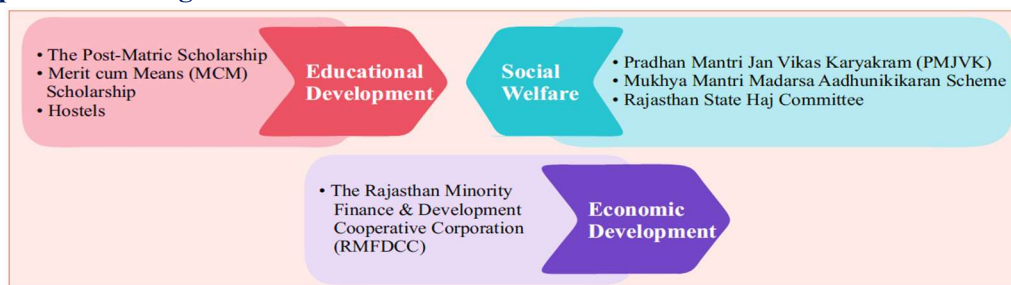 • The Post-Matric Scholarship
• Merit cum Means (MCM)
Scholarship
• Hostels
Educational
Development
Social
Welfare
• Pradhan Mantri Jan Vikas Karyakram (PMJVK)
• Mukhya Mantri Madarsa Aadhunikikaran Scheme
• Rajasthan State Haj Committee
• The Rajasthan Minority
Finance & Development
Cooperative Corporation
(RMFDCC)
Economic
Development